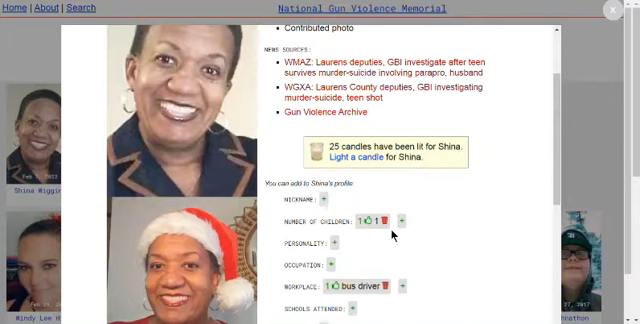 Home | About | Search
National Gun Violence Memorial
Contributed photo
NEWS SOURCES:
WMAZ: Laurens deputies, GBI investigate after teen
survives murder-suicide involving parapro, husband
WGXA: Laurens County deputies, GBI investigating
murder-suicide, teen shot
Gun Violence Archive
25 candles have been lit for Shina.
Light a candle for Shina.
You can add to Shina's profile
NICKNAME: +
NUMBER OF CHILDREN: 1 1 +
PERSONALITY: +
OCCUPATION: +
WORKPLACE: 1 bus driver +
SCHOOLS ATTENDED: +
Shina Wiggin
Windy Lee H